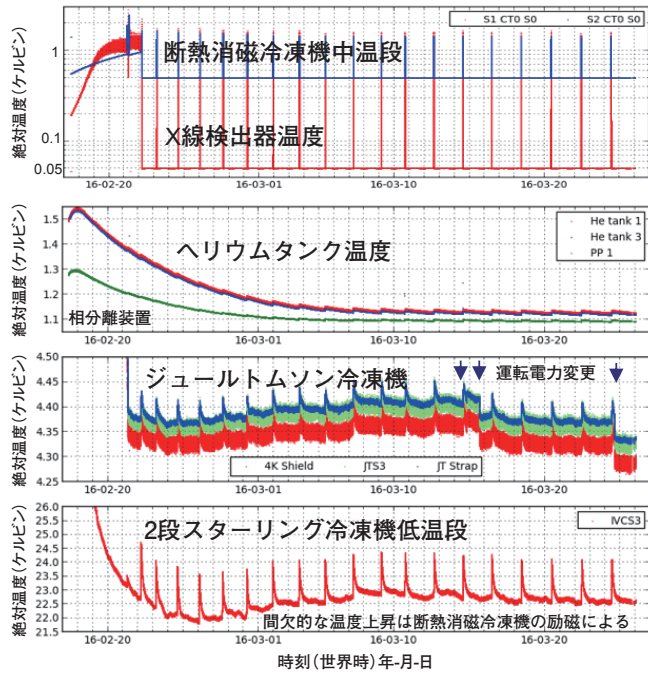 S1 CT0 S0
S2 CT0 S0
断熱消磁冷凍機中温段
X線検出器温度
絶対温度(ケルビン)
1
0.1
0.05
16-02-20
16-03-01
16-03-10
16-03-20
He tank 1
He tank 3
PP 1
ヘリウムタンク温度
相分離装置
絶対温度(ケルビン)
1.5
1.4
1.3
1.2
1.1
16-02-20
16-03-01
16-03-10
16-03-20
ジュールトムソン冷凍機
運転電力変更
絶対温度(ケルビン)
4.50
4.45
4.40
4.35
4.30
4.25
4K Shield
JTS3
JT Strap
16-02-20
16-03-01
16-03-10
16-03-20
2段スターリング冷凍機低温段
IVCS3
絶対温度(ケルビン)
26.0
25.5
25.0
24.5
24.0
23.5
23.0
22.5
22.0
21.5
間欠的な温度上昇は断熱消磁冷凍機の励磁による
16-02-20
16-03-01
16-03-10
16-03-20
時刻(世界時)年-月-日